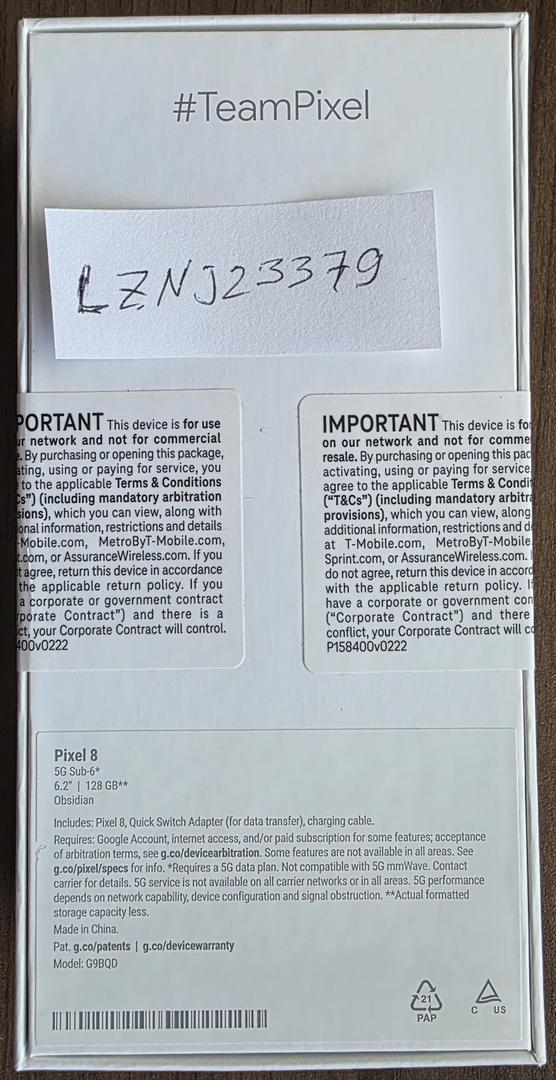 #TeamPixel
LZNJ23379
PORTANT This device is for use
ur network and not for commercial
e. By purchasing or opening this package,
ating, using or paying for service, you
to the applicable Terms & Conditions
Cs") (including mandatory arbitration
sions), which you can view, along with
onal information, restrictions and details
-Mobile.com, MetroByT-Mobile.com,
t.com, or AssuranceWireless.com. If you
t agree, return this device in accordance
the applicable return policy. If you
a corporate or government contract
porate Contract") and there is a
ct, your Corporate Contract will control.
400v0222
IMPORTANT This device is for
on our network and not for comme
resale. By purchasing or opening this pac
activating, using or paying for service
agree to the applicable Terms & Condit
("T&Cs") (including mandatory arbitra
provisions), which you can view, along
additional information, restrictions and de
at T-Mobile.com, MetroByT-Mobile
Sprint.com, or AssuranceWireless.com. I
do not agree, return this device in accord
with the applicable return policy. I
have a corporate or government con
("Corporate Contract") and there
conflict, your Corporate Contract will co
P158400v0222
Pixel 8
5G Sub-6*
6.2" | 128 GB**
Obsidian
Includes: Pixel 8, Quick Switch Adapter (for data transfer), charging cable.
Requires: Google Account, internet access, and/or paid subscription for some features; acceptance
of arbitration terms, see g.co/devicearbitration. Some features are not available in all areas. See
g.co/pixel/specs for info. *Requires a 5G data plan. Not compatible with 5G mmWave. Contact
carrier for details. 5G service is not available on all carrier networks or in all areas. 5G performance
depends on network capability, device configuration and signal obstruction. **Actual formatted
storage capacity less.
Made in China.
Pat. g.co/patents | g.co/devicewarranty
Model: G9BQD
21
PAP
C US